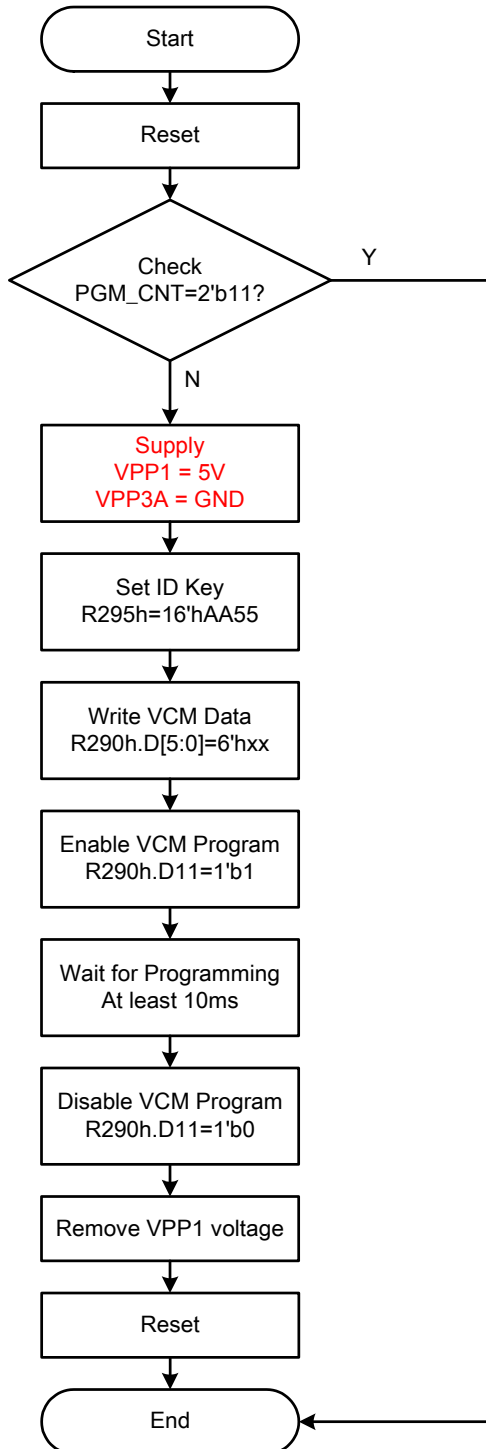 Start
Reset
Check
PGM_CNT=2'b11?
Y
N
Supply
VPP1 = 5V
VPP3A = GND
Set ID Key
R295h=16'hAA55
Write VCM Data
R290h.D[5:0]=6'hxx
Enable VCM Program
R290h.D11=1'b1
Wait for Programming
At least 10ms
Disable VCM Program
R290h.D11=1'b0
Remove VPP1 voltage
Reset
End